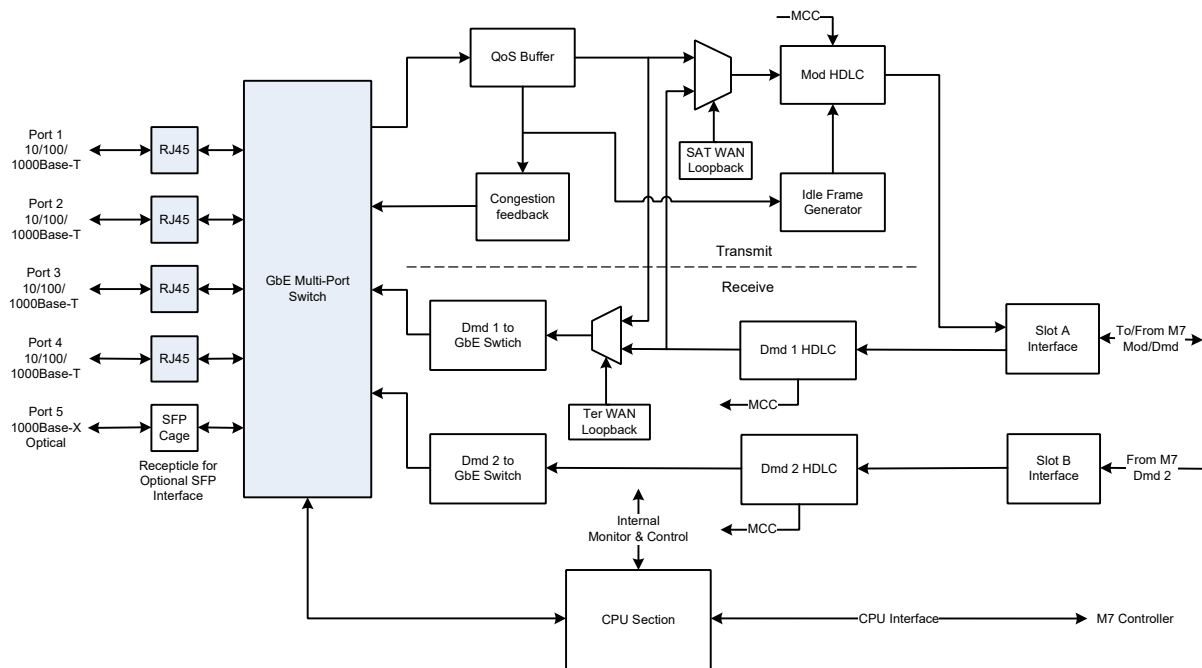 MCC
QoS Buffer
Mod HDLC
Port 1
10/100/
1000Base-T
RJ45
SAT WAN
Loopback
Congestion
feedback
Idle Frame
Generator
Port 2
10/100/
1000Base-T
RJ45
Transmit
Receive
GbE Multi-Port
Switch
Port 3
10/100/
1000Base-T
RJ45
Dmd 1 to
GbE Swtich
Dmd 1 HDLC
Slot A
Interface
To/From M7
Mod/Dmd
Port 4
10/100/
1000Base-T
RJ45
MCC
Ter WAN
Loopback
Port 5
1000Base-X
Optical
SFP
Cage
Recepticle for
Optional SFP
Interface
Dmd 2 to
GbE Switch
Dmd 2 HDLC
Slot B
Interface
From M7
Dmd 2
MCC
Internal
Monitor & Control
CPU Section
CPU Interface
M7 Controller